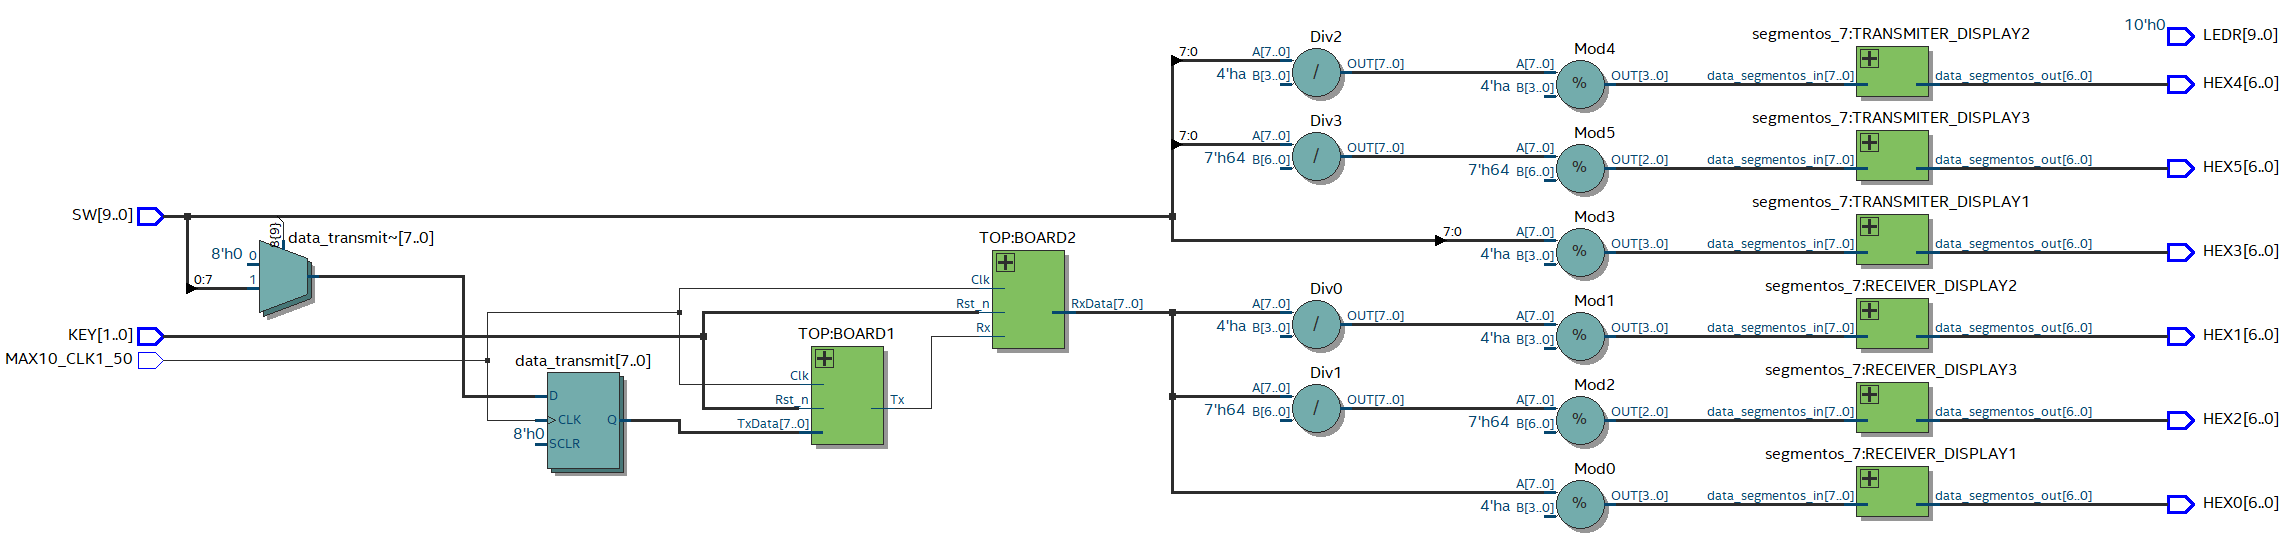 10'h0
LEDR[9..0]
Div2
7:0
A[7..0]
4'ha B[3..0]
/
OUT[7..0]
Mod4
A[7..0]
4'ha B[3..0]
%
OUT[3..0]
segmentos_7:TRANSMITER_DISPLAY2
data_segmentos_in[7..0]
data_segmentos_out[6..0]
HEX4[6..0]
Div3
7:0
A[7..0]
7'h64 B[6..0]
/
OUT[7..0]
Mod5
A[7..0]
7'h64 B[6..0]
%
OUT[2..0]
segmentos_7:TRANSMITER_DISPLAY3
data_segmentos_in[7..0]
data_segmentos_out[6..0]
HEX5[6..0]
SW[9..0]
8{9}
data_transmit~[7..0]
8'h0 0
0:7 1
7:0
Mod3
A[7..0]
4'ha B[3..0]
%
OUT[3..0]
segmentos_7:TRANSMITER_DISPLAY1
data_segmentos_in[7..0]
data_segmentos_out[6..0]
HEX3[6..0]
KEY[1..0]
MAX10_CLK1_50
data_transmit[7..0]
D
CLK
8'h0
SCLR
Q
TOP:BOARD1
Clk
Rst_n
TxData[7..0]
Tx
TOP:BOARD2
Clk
Rst_n
Rx
RxData[7..0]
Div0
A[7..0]
4'ha B[3..0]
/
OUT[7..0]
Mod1
A[7..0]
4'ha B[3..0]
%
OUT[3..0]
segmentos_7:RECEIVER_DISPLAY2
data_segmentos_in[7..0]
data_segmentos_out[6..0]
HEX1[6..0]
Div1
A[7..0]
7'h64 B[6..0]
/
OUT[7..0]
Mod2
A[7..0]
7'h64 B[6..0]
%
OUT[2..0]
segmentos_7:RECEIVER_DISPLAY3
data_segmentos_in[7..0]
data_segmentos_out[6..0]
HEX2[6..0]
Mod0
A[7..0]
4'ha B[3..0]
%
OUT[3..0]
segmentos_7:RECEIVER_DISPLAY1
data_segmentos_in[7..0]
data_segmentos_out[6..0]
HEX0[6..0]